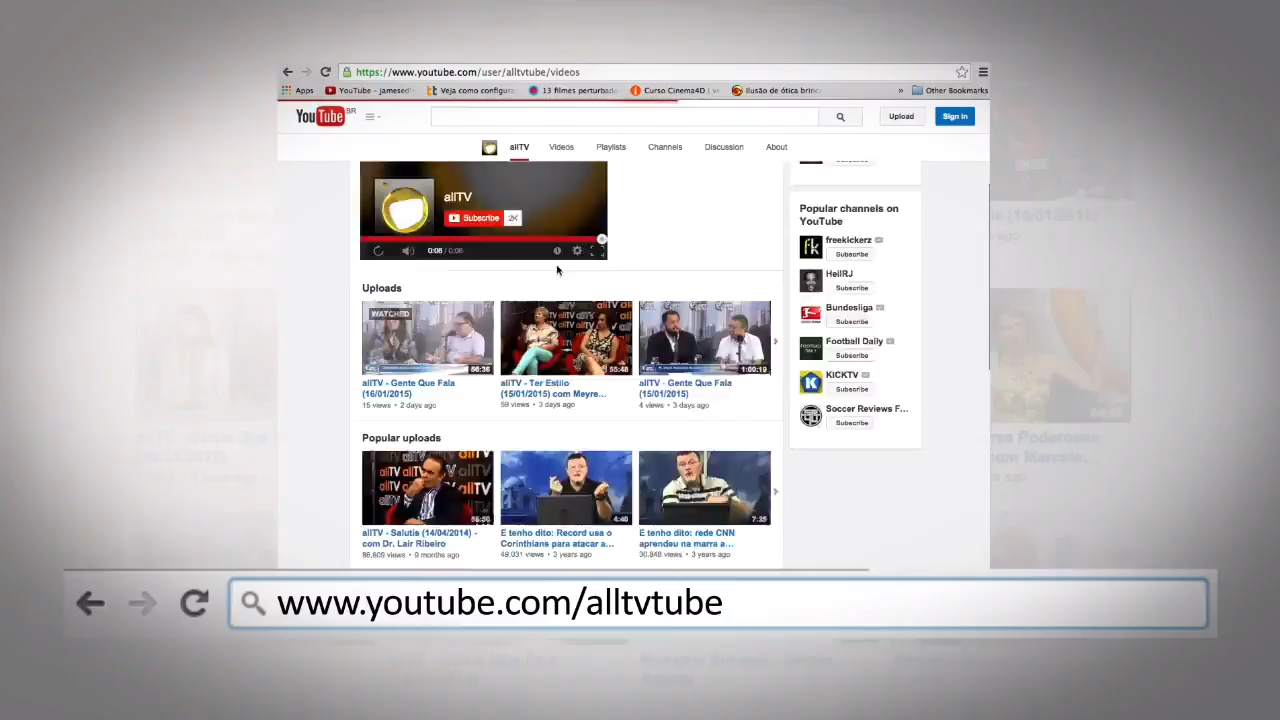 https://www.youtube.com/user/alltvtube/videos
Apps YouTube - jamesed Veja como configura 13 filmes perturbado Curso Cinema4D | Ilusão de ótica brinc » Other Bookmarks
YouTube BR Upload Sign in
allTV Videos Playlists Channels Discussion About
allTV
Subscribe 2K
0:06 / 0:06
Popular channels on
YouTube
freekickerz
Subscribe
HellRJ
Subscribe
Bundesliga
Subscribe
Football Daily
Subscribe
KICKTV
Subscribe
Soccer Reviews F...
Subscribe
Uploads
WATCHED
56:36 55:48 1:00:19
allTV - Gente Que Fala
(16/01/2015)
15 views • 2 days ago
allTV - Ter Estilo
(15/01/2015) com Meyre...
59 views • 3 days ago
allTV - Gente Que Fala
(15/01/2015)
4 views • 3 days ago
Popular uploads
4:40 7:25
allTV - Salutis (14/04/2014) -
com Dr. Lair Ribeiro
86,809 views • 9 months ago
E tenho dito: Record usa o
Corinthians para atacar a...
49,031 views • 3 years ago
E tenho dito: rede CNN
aprendeu na marra a...
30,848 views • 3 years ago
www.youtube.com/alltvtube